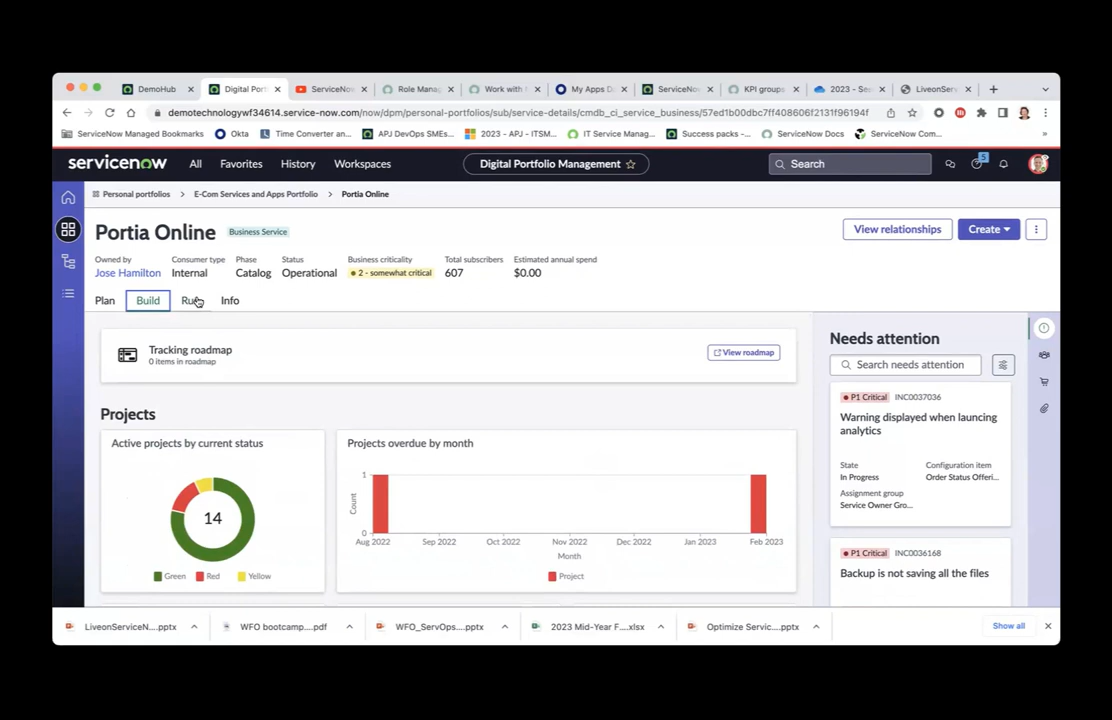 DemoHub
Digital Port
ServiceNow
Role Manag
Work with
My Apps Da
ServiceNow
KPI groups
2023 - Sec
LiveonServ
demotechnologywf34614.service-now.com/now/dpm/personal-portfolios/sub/service-details/cmdb_ci_service_business/57ed1b00dbc7ff408606f2131f96194f
ServiceNow Managed Bookmarks
Okta
Time Converter an...
APJ DevOps SMEs...
2023 - APJ - ITSM...
IT Service Manag...
Success packs -...
ServiceNow Docs
ServiceNow Com...
»
servicenow
All
Favorites
History
Workspaces
Digital Portfolio Management
Search
5
Personal portfolios > E-Com Services and Apps Portfolio > Portia Online
Portia Online
Business Service
View relationships
Create
Owned by
Jose Hamilton
Consumer type
Internal
Phase
Catalog
Status
Operational
Business criticality
2 - somewhat critical
Total subscribers
607
Estimated annual spend
$0.00
Plan
Build
Info
Tracking roadmap
0 items in roadmap
View roadmap
Projects
Active projects by current status
14
Green
Red
Yellow
Projects overdue by month
1
0
Count
Aug 2022
Sep 2022
Oct 2022
Nov 2022
Dec 2022
Jan 2023
Feb 2023
Month
Project
Needs attention
Search needs attention
P1 Critical
INC0037036
Warning displayed when launcing
analytics
State
In Progress
Configuration item
Order Status Offeri...
Assignment group
Service Owner Gro...
P1 Critical
INC0036168
Backup is not saving all the files
LiveonServiceN....pptx
WFO bootcamp....pdf
WFO_ServOps....pptx
2023 Mid-Year F....xlsx
Optimize Servic....pptx
Show all